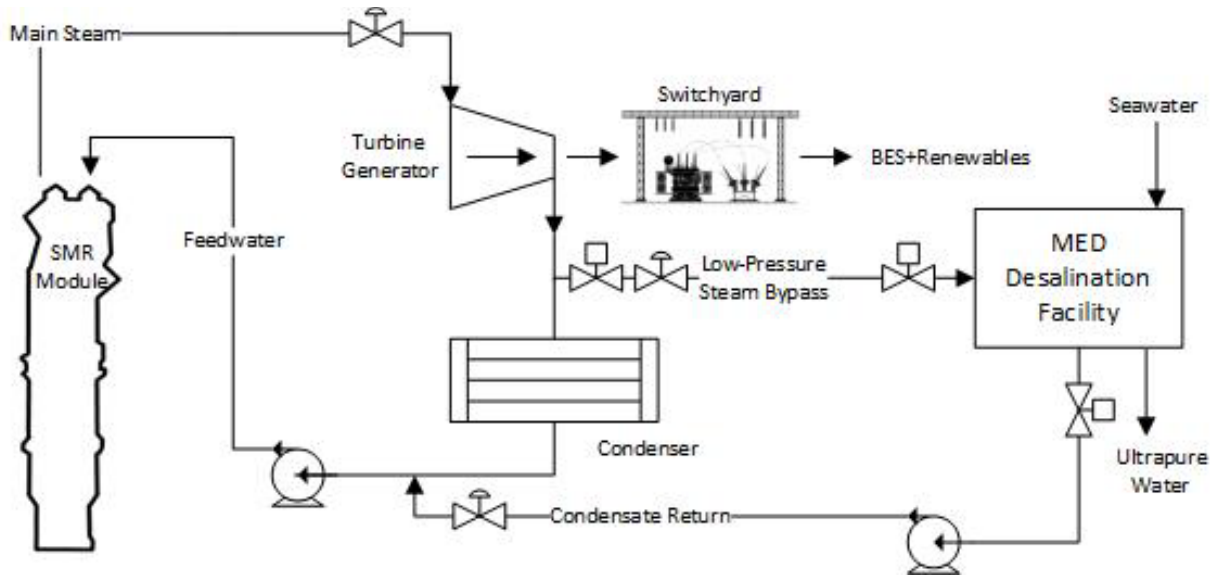 Main Steam
Switchyard
Seawater
Turbine
Generator
BES+Renewables
Feedwater
SMR
Module
Low-Pressure
Steam Bypass
MED
Desalination
Facility
Condenser
Ultrapure
Water
Condensate Return